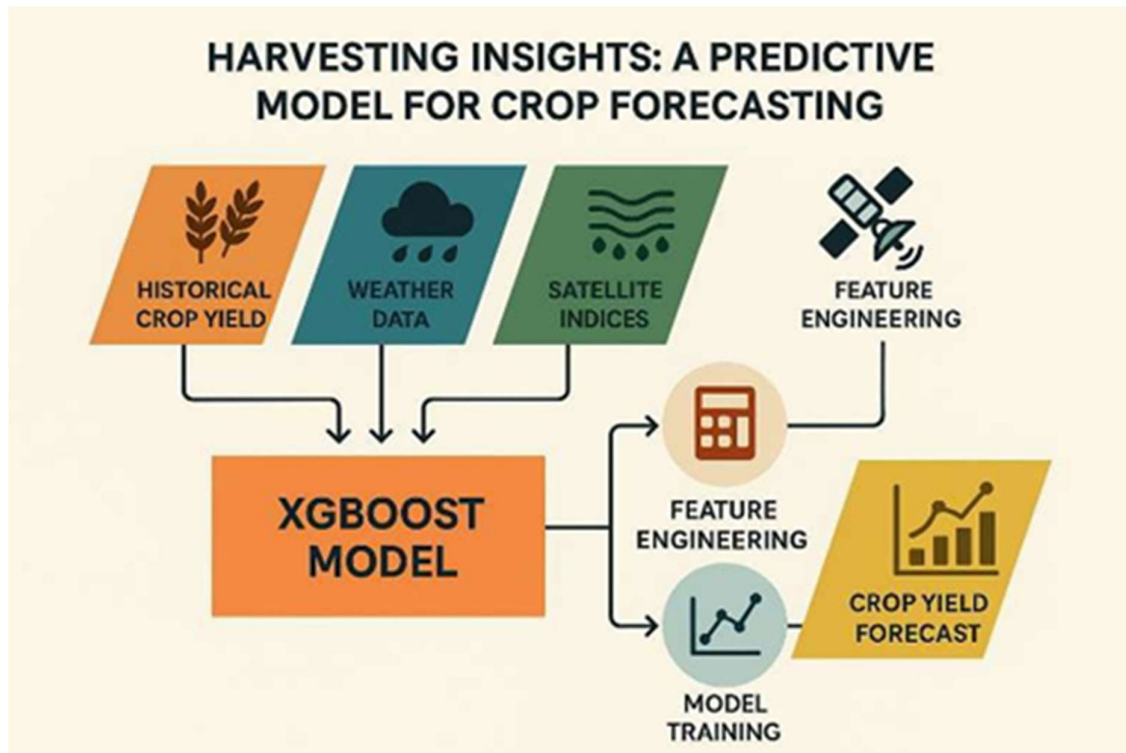 HARVESTING INSIGHTS: A PREDICTIVE
MODEL FOR CROP FORECASTING
HISTORICAL
CROP YIELD
WEATHER
DATA
SATELLITE
INDICES
FEATURE
ENGINEERING
XGBOOST
MODEL
FEATURE
ENGINEERING
CROP YIELD
FORECAST
MODEL
TRAINING